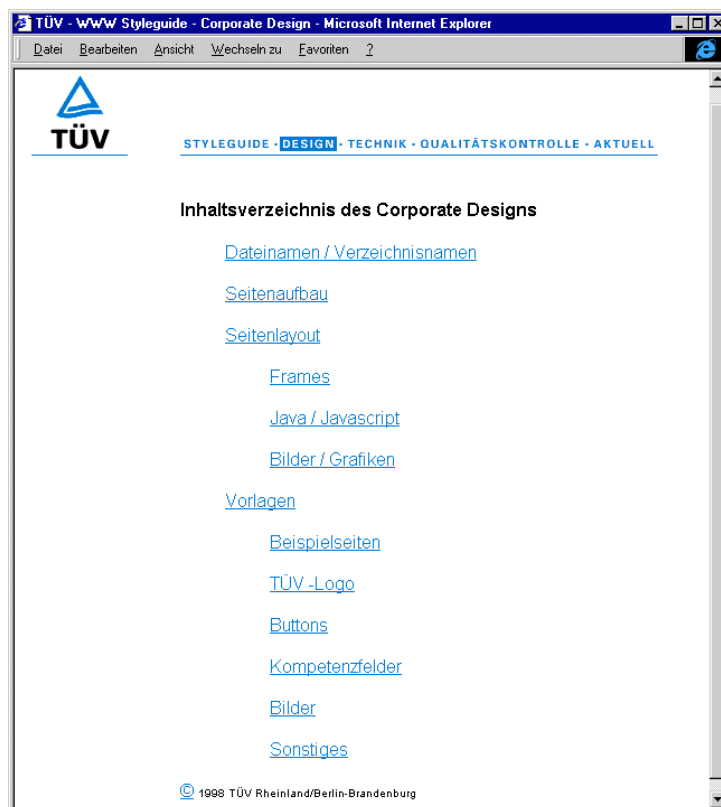 TÜV - WWW Styleguide - Corporate Design - Microsoft Internet Explorer
Datei Bearbeiten Ansicht Wechseln zu Favoriten ?
TÜV
STYLEGUIDE · DESIGN · TECHNIK · QUALITÄTSKONTROLLE · AKTUELL
Inhaltsverzeichnis des Corporate Designs
Dateinamen / Verzeichnisnamen
Seitenaufbau
Seitenlayout
Frames
Java / Javascript
Bilder / Grafiken
Vorlagen
Beispielseiten
TÜV -Logo
Buttons
Kompetenzfelder
Bilder
Sonstiges
© 1998 TÜV Rheinland/Berlin-Brandenburg